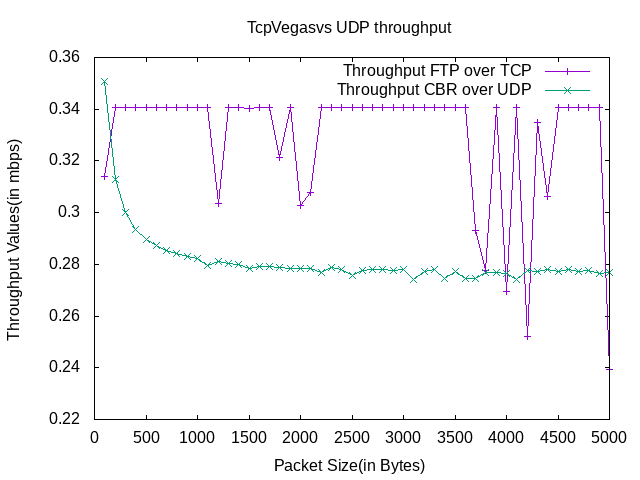 TcpVegasvs UDP throughput
Throughput FTP over TCP
Throughput CBR over UDP
Throughput Values(in mbps)
0.36
0.34
0.32
0.3
0.28
0.26
0.24
0.22
0 500 1000 1500 2000 2500 3000 3500 4000 4500 5000
Packet Size(in Bytes)